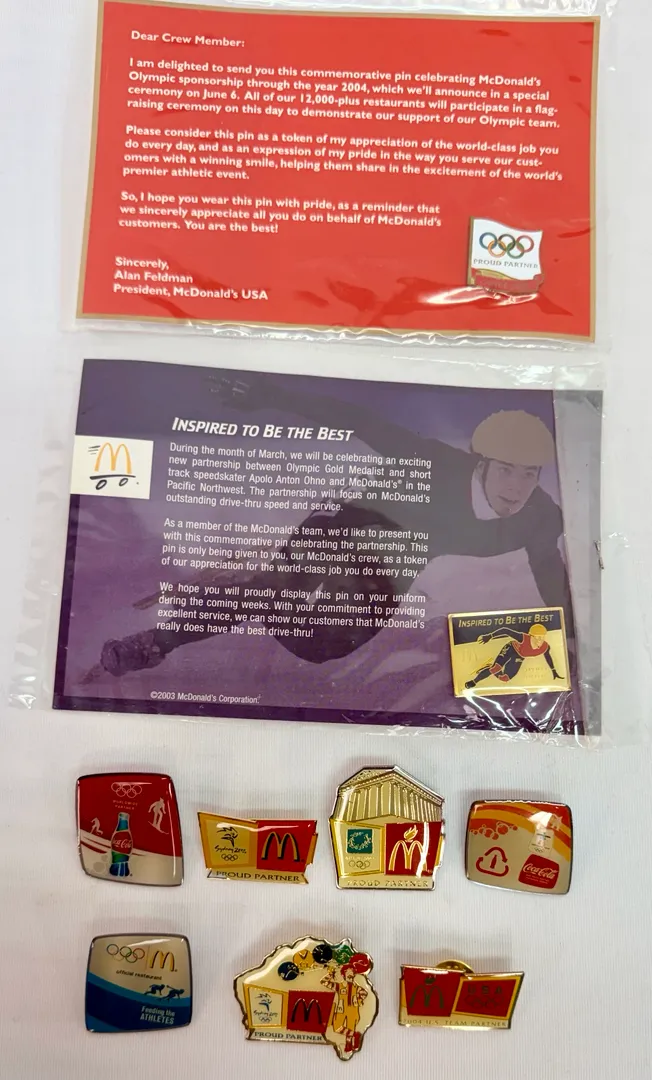 Dear Crew Member:
I am delighted to send you this commemorative pin celebrating McDonald's
Olympic sponsorship through the year 2004, which we'll announce in a special
ceremony on June 6. All of our 12,000-plus restaurants will participate in a flag-
raising ceremony on this day to demonstrate our support of our Olympic team.
Please consider this pin as a token of my appreciation of the world-class job you
do every day, and as an expression of my pride in the way you serve our cust-
omers with a winning smile, helping them share in the excitement of the world's
premier athletic event.
So, I hope you wear this pin with pride, as a reminder that
we sincerely appreciate all you do on behalf of McDonald's
customers. You are the best!
Sincerely,
Alan Feldman
President, McDonald's USA
PROUD PARTNER
INSPIRED TO BE THE BEST
During the month of March, we will be celebrating an exciting
new partnership between Olympic Gold Medalist and short
track speedskater Apolo Anton Ohno and McDonald's® in the
Pacific Northwest. The partnership will focus on McDonald's
outstanding drive-thru speed and service.
As a member of the McDonald's team, we'd like to present you
with this commemorative pin celebrating the partnership. This
pin is only being given to you, our McDonald's crew, as a token
of our appreciation for the world-class job you do every day.
We hope you will proudly display this pin on your uniform
during the coming weeks. With your commitment to providing
excellent service, we can show our customers that McDonald's
really does have the best drive-thru!
©2003 McDonald's Corporation.
INSPIRED TO BE THE BEST
WORLDWIDE
PARTNER
Coca-Cola
Sydney 2000
PROUD PARTNER
PROUD PARTNER
Coca-Cola
official restaurant
Feeding the
ATHLETES
Sydney 2000
PROUD PARTNER
USA
2004 U.S. TEAM PARTNER